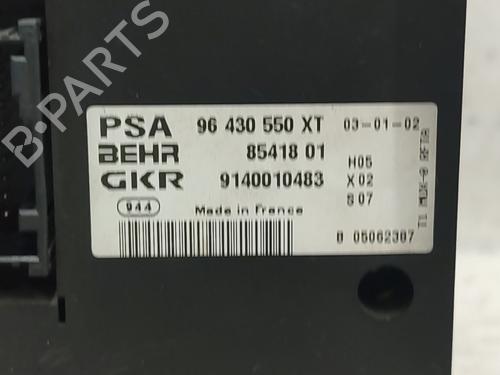 PSA 96 430 550 XT 03-01-02
BEHR 85418 01 H05
GKR 9140010483 X02
944 Made in France S07
B 05062387
B-PARTS